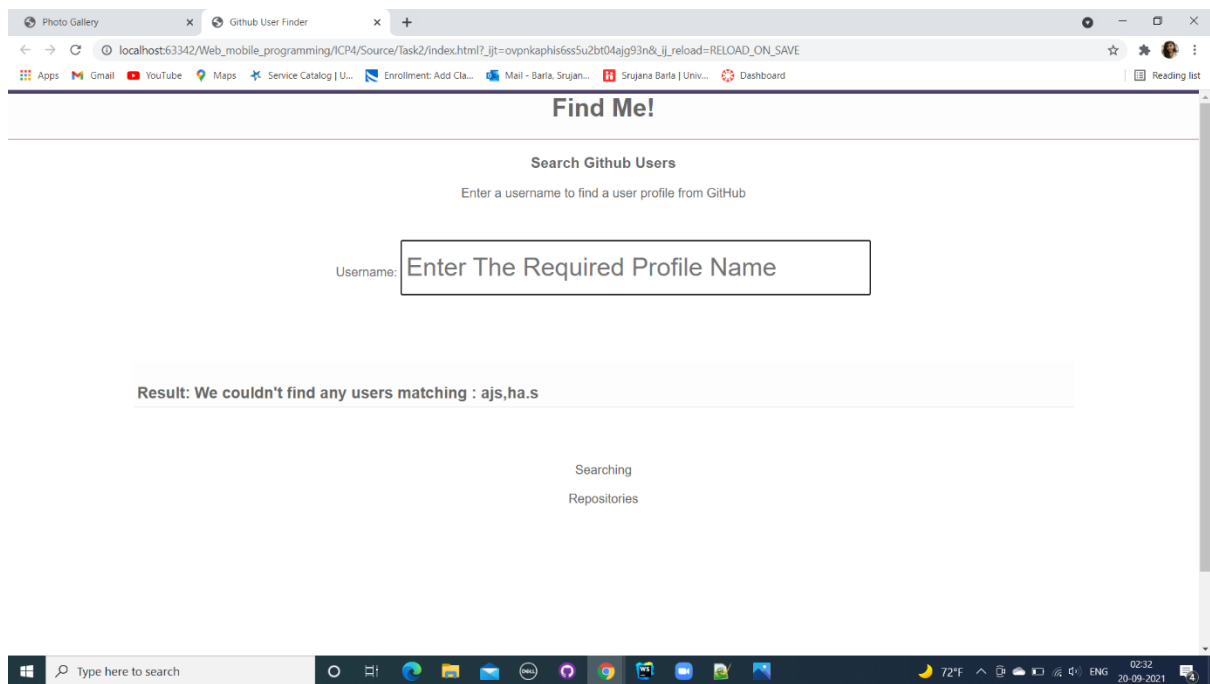 Photo Gallery
Github User Finder
localhost:63342/Web_mobile_programming/ICP4/Source/Task2/index.html?_ijt=ovpnkaphis6ss5u2bt04ajg93n&_ij_reload=RELOAD_ON_SAVE
Apps Gmail YouTube Maps Service Catalog | U... Enrollment: Add Cla... Mail - Barla, Srujan... Srujana Barla | Univ... Dashboard Reading list
Find Me!
Search Github Users
Enter a username to find a user profile from GitHub
Username: Enter The Required Profile Name
Result: We couldn't find any users matching : ajs,ha.s
Searching
Repositories
Type here to search DELL WS 72°F ENG 02:32
20-09-2021 4